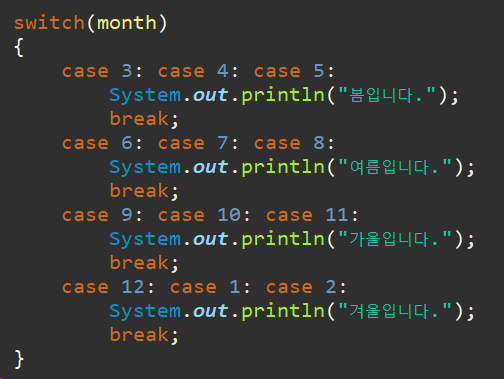 switch(month)
{
    case 3: case 4: case 5:
        System.out.println("봄입니다.");
        break;
    case 6: case 7: case 8:
        System.out.println("여름입니다.");
        break;
    case 9: case 10: case 11:
        System.out.println("가을입니다.");
        break;
    case 12: case 1: case 2:
        System.out.println("겨울입니다.");
        break;
}